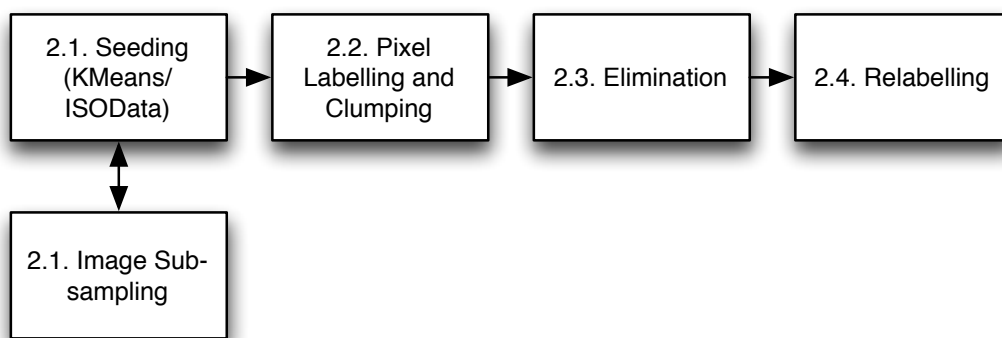 2.1. Seeding
(KMeans/
ISOData)
2.2. Pixel
Labelling and
Clumping
2.3. Elimination
2.4. Relabelling
2.1. Image Sub-
sampling